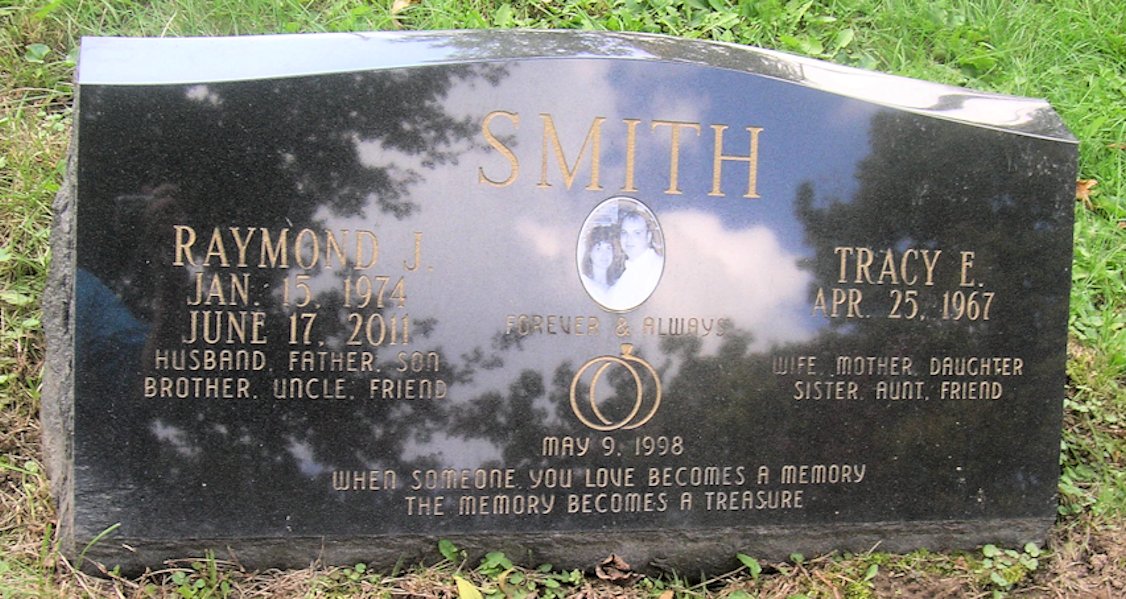 SMITH
RAYMOND J.
JAN. 15, 1974
JUNE 17, 2011
HUSBAND, FATHER, SON
BROTHER, UNCLE, FRIEND
FOREVER & ALWAYS
MAY 9, 1998
TRACY E.
APR. 25, 1967
WIFE, MOTHER, DAUGHTER
SISTER, AUNT, FRIEND
WHEN SOMEONE YOU LOVE BECOMES A MEMORY
THE MEMORY BECOMES A TREASURE